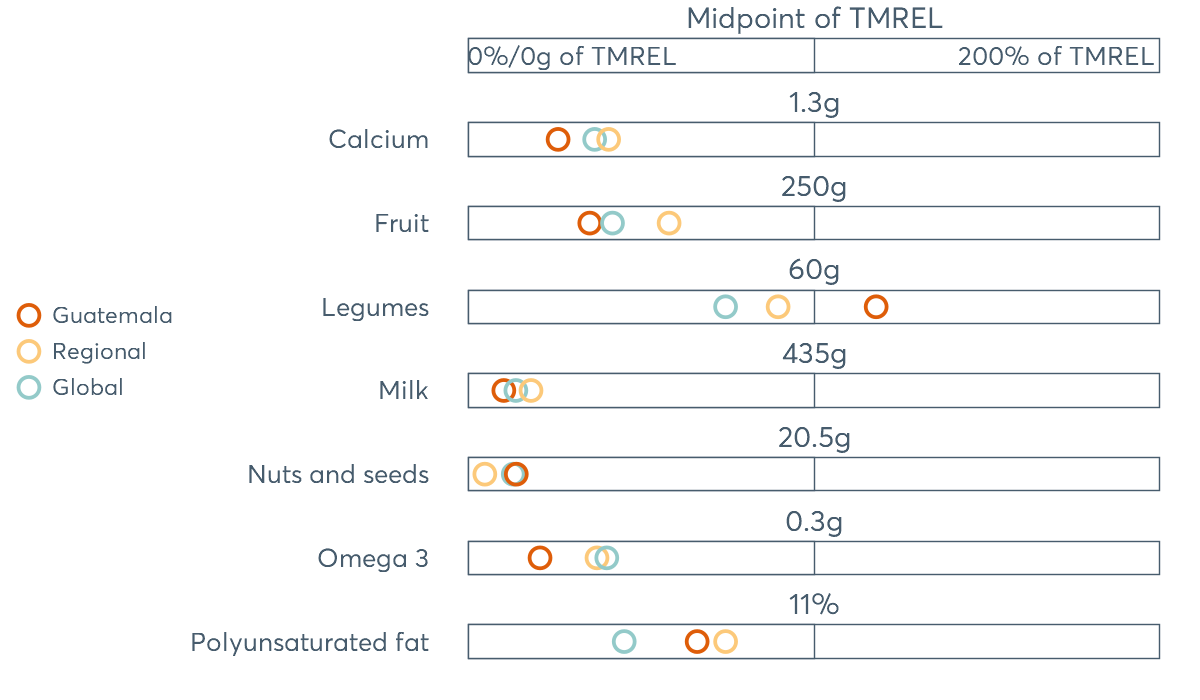 Midpoint of TMREL
0%/0g of TMREL 200% of TMREL
1.3g
Calcium
250g
Fruit
60g
Legumes
435g
Milk
20.5g
Nuts and seeds
0.3g
Omega 3
11%
Polyunsaturated fat
Guatemala
Regional
Global